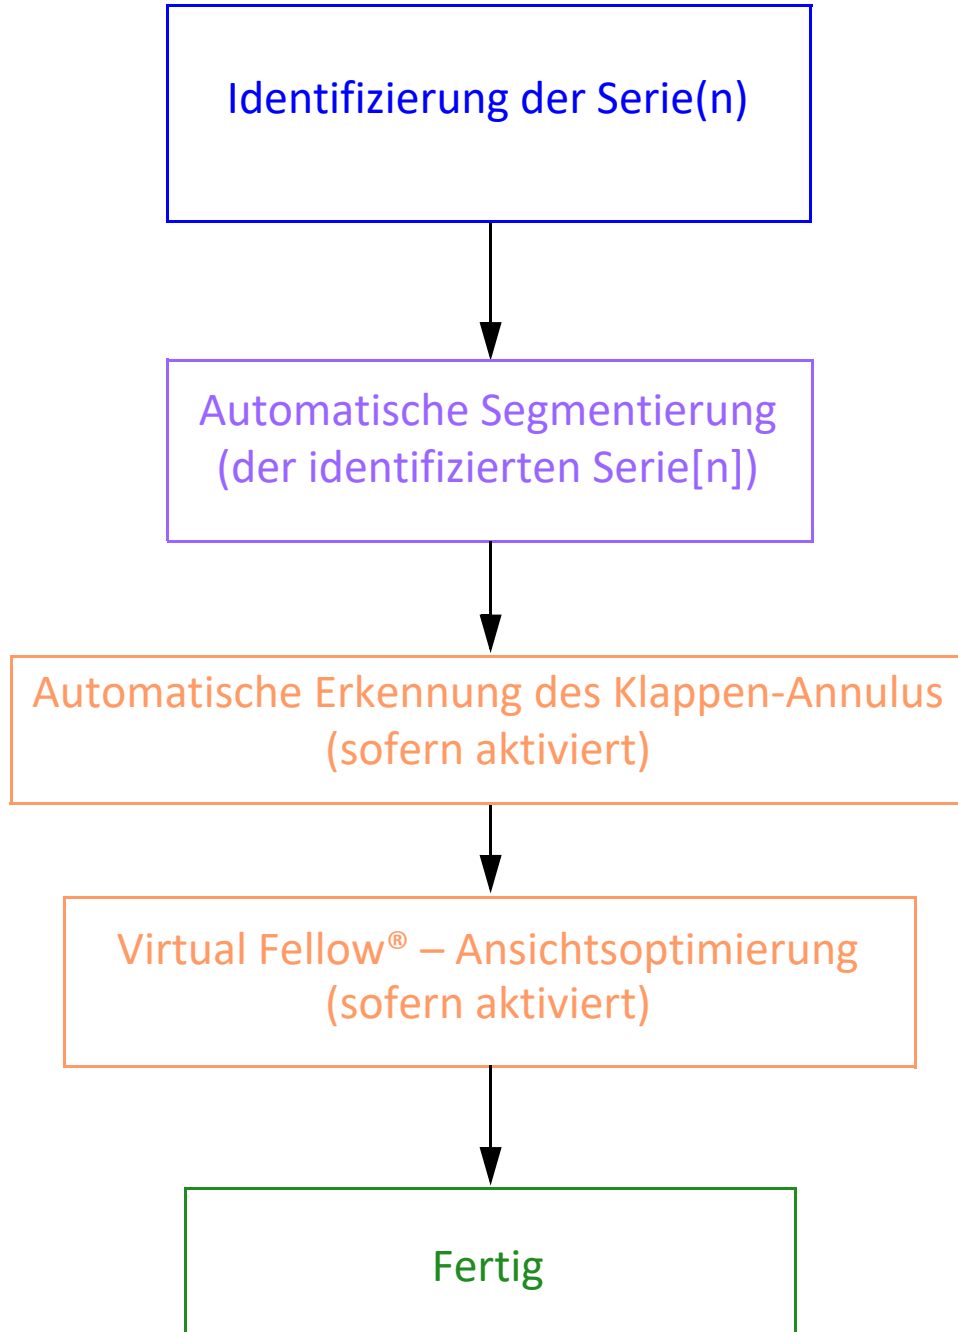 Identifizierung der Serie(n)
Automatische Segmentierung
(der identifizierten Serie[n])
Automatische Erkennung des Klappen-Annulus
(sofern aktiviert)
Virtual Fellow® – Ansichtsoptimierung
(sofern aktiviert)
Fertig